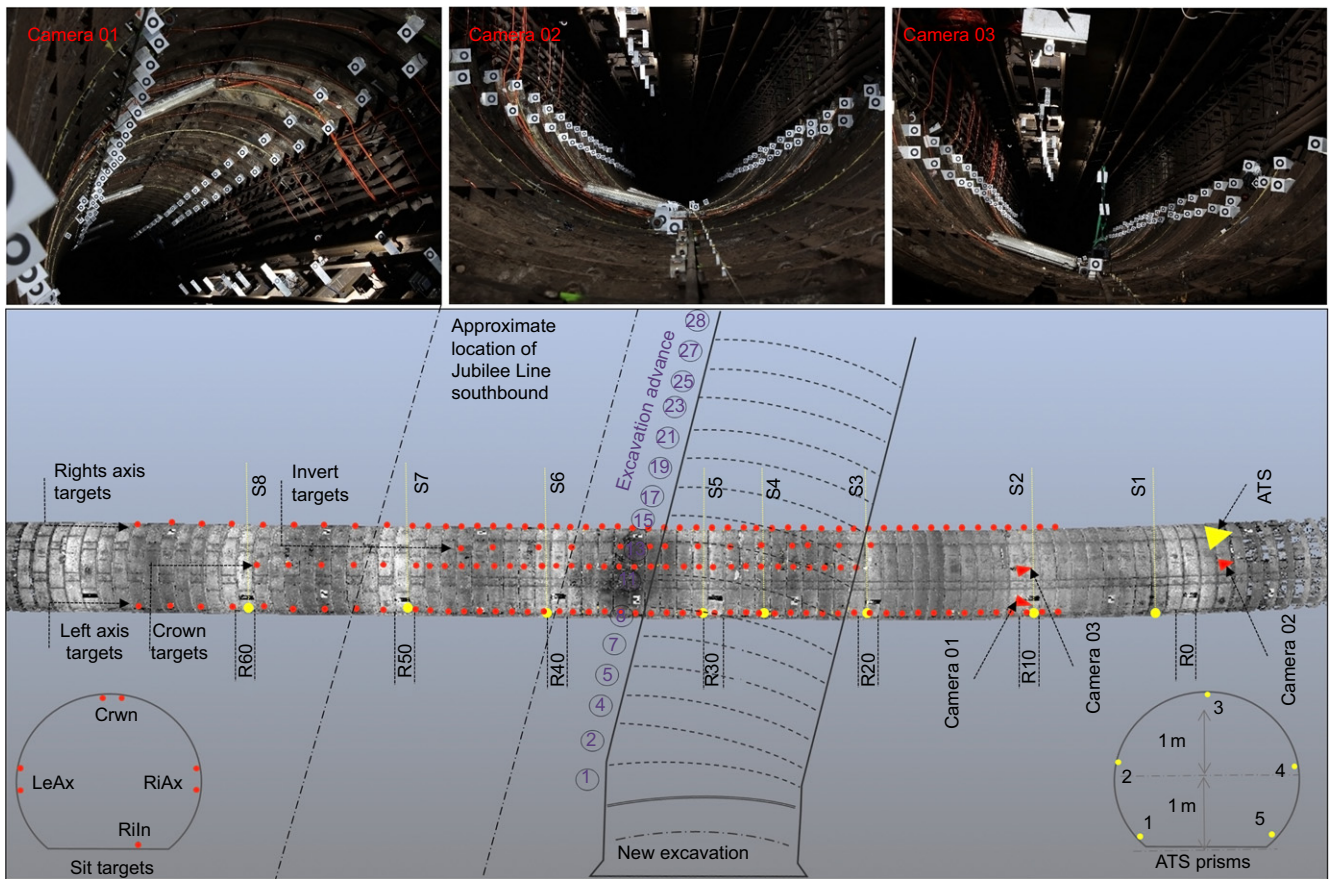 Camera 01
Camera 02
Camera 03
Approximate
location of
Jubilee Line
southbound
Excavation advance
28
27
25
23
21
19
17
15
7
5
4
2
1
Rights axis
targets
Invert
targets
S8
S7
S6
S5
S4
S3
S2
S1
ATS
Left axis
targets
Crown
targets
R60
R50
R40
R30
R20
Camera 01
R10
Camera 03
R0
Camera 02
Crwn
LeAx
RiAx
RiIn
Sit targets
New excavation
3
1 m
2
4
1 m
1
5
ATS prisms